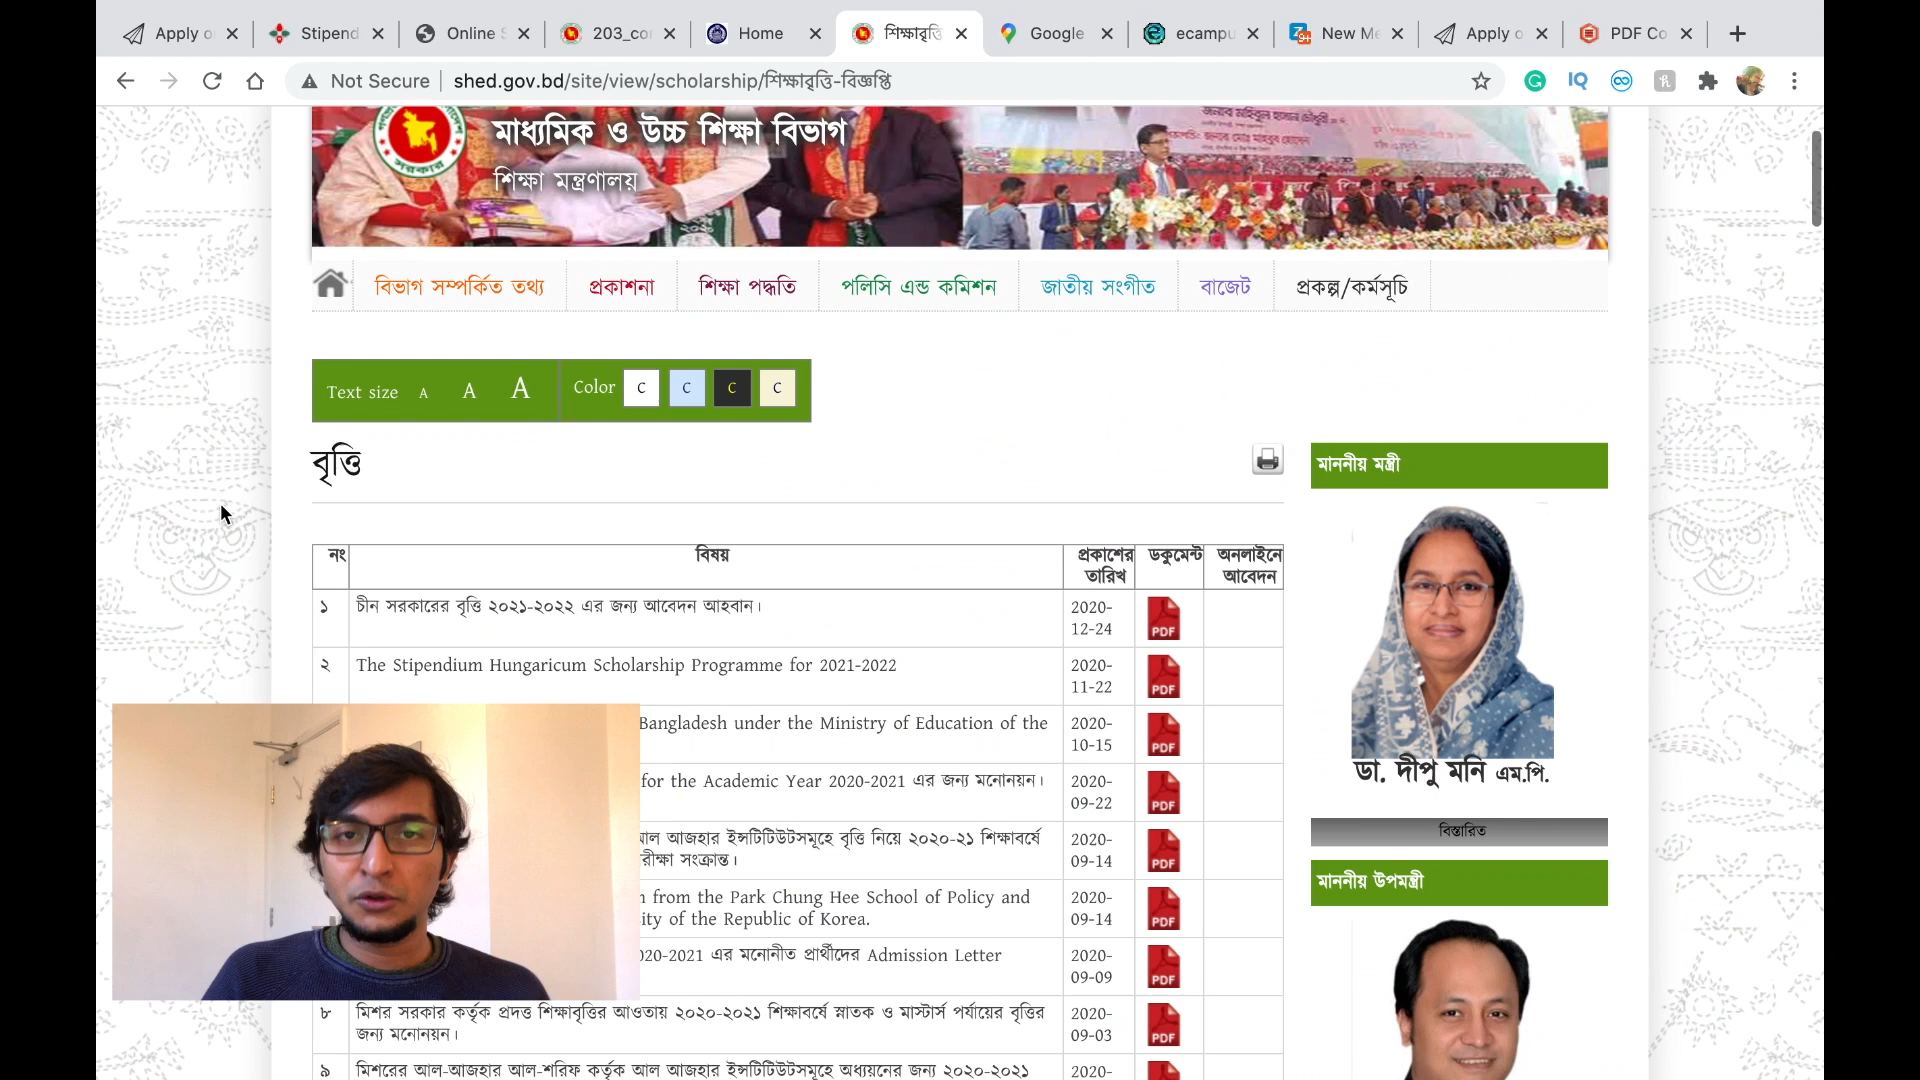 Apply o
Stipend
Online S
203_co
Home
শিক্ষাবৃত্তি
Google
ecampu
New Me
Apply o
PDF Co
Not Secure
shed.gov.bd/site/view/scholarship/শিক্ষাবৃত্তি-বিজ্ঞপ্তি
মাধ্যমিক ও উচ্চ শিক্ষা বিভাগ
শিক্ষা মন্ত্রণালয়
বিভাগ সম্পর্কিত তথ্য
প্রকাশনা
শিক্ষা পদ্ধতি
পলিসি এন্ড কমিশন
জাতীয় সংগীত
বাজেট
প্রকল্প/কর্মসূচি
Text size A A A Color C C C C
বৃত্তি
মাননীয় মন্ত্রী
নং বিষয় প্রকাশের তারিখ ডকুমেন্ট অনলাইনে আবেদন
১ চীন সরকারের বৃত্তি ২০২১-২০২২ এর জন্য আবেদন আহবান। 2020-12-24 PDF
২ The Stipendium Hungaricum Scholarship Programme for 2021-2022 2020-11-22 PDF
Bangladesh under the Ministry of Education of the 2020-10-15 PDF
for the Academic Year 2020-2021 এর জন্য মনোনয়ন। 2020-09-22 PDF
আল আজহার ইন্সটিটিউটসমূহে বৃত্তি নিয়ে ২০২০-২১ শিক্ষাবর্ষে 2020-09-14 PDF
রীক্ষা সংক্রান্ত।
from the Park Chung Hee School of Policy and 2020-09-14 PDF
ity of the Republic of Korea.
020-2021 এর মনোনীত প্রার্থীদের Admission Letter 2020-09-09 PDF
৮ মিশর সরকার কর্তৃক প্রদত্ত শিক্ষাবৃত্তির আওতায় ২০২০-২০২১ শিক্ষাবর্ষে স্নাতক ও মাস্টার্স পর্যায়ের বৃত্তির 2020-09-03 PDF
জন্য মনোনয়ন।
৯ মিশরের আল-আজহার আল-শরিফ কর্তৃক আল আজহার ইন্সটিটিউটসমূহে অধ্যয়নের জন্য ২০২০-২০২১ 2020-
ডা. দীপু মনি এম.পি.
বিস্তারিত
মাননীয় উপমন্ত্রী